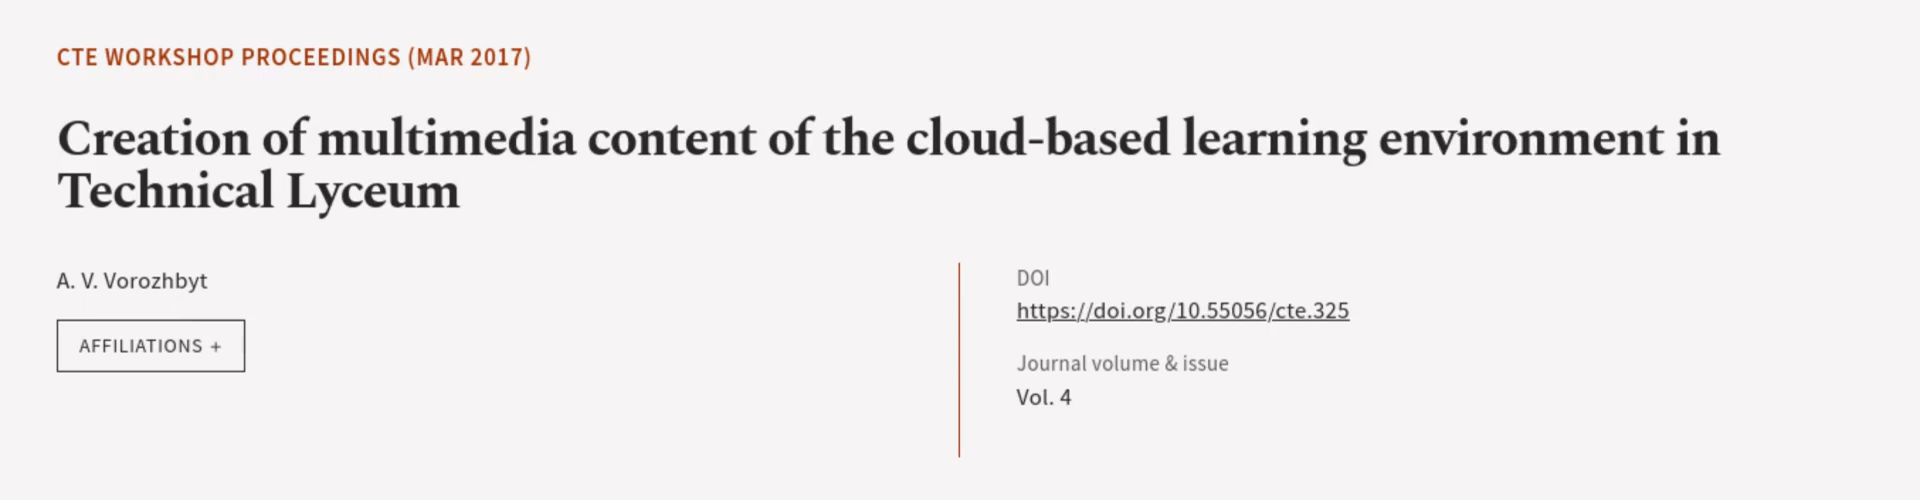 CTE WORKSHOP PROCEEDINGS (MAR 2017)
Creation of multimedia content of the cloud-based learning environment in
Technical Lyceum
A. V. Vorozhbyt
AFFILIATIONS +
DOI
https://doi.org/10.55056/cte.325
Journal volume & issue
Vol. 4